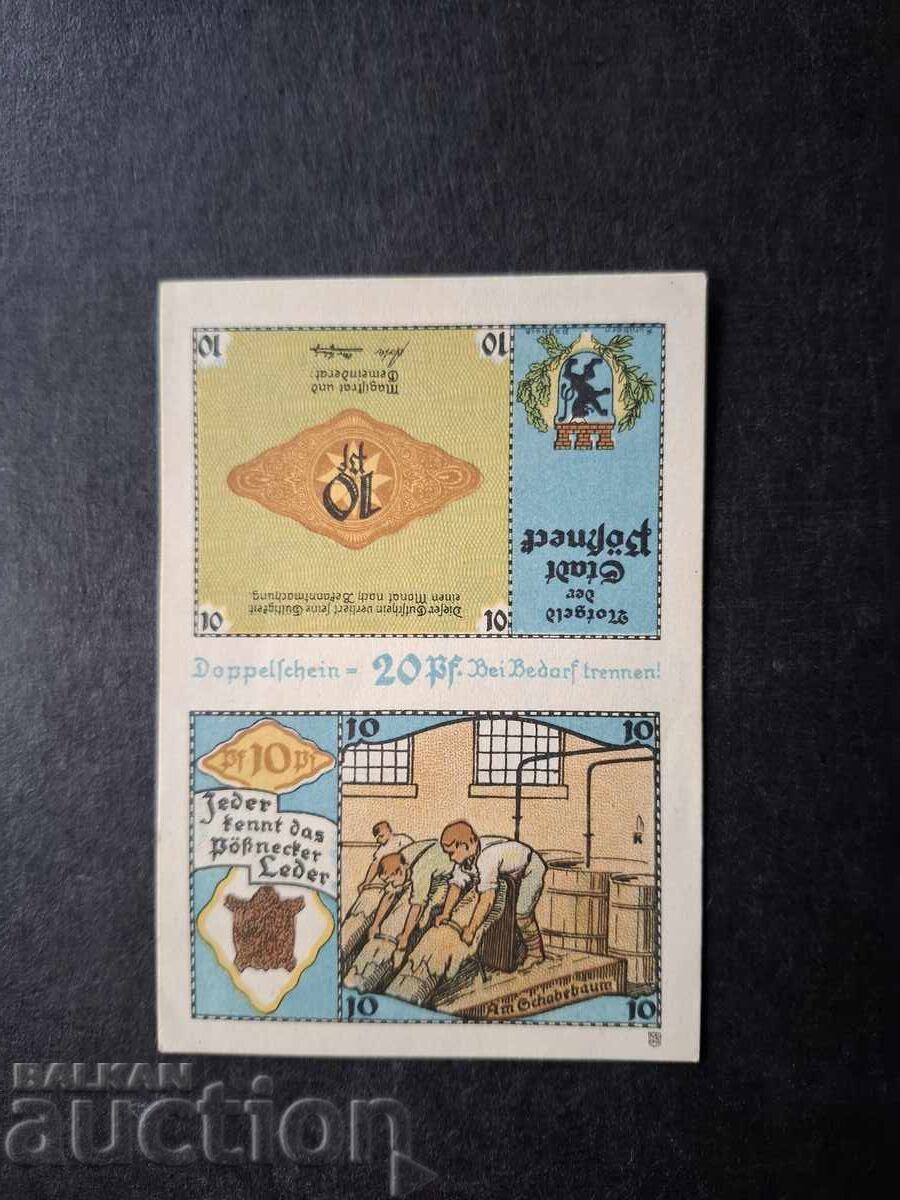 Notgeld
der
Stadt
Pößneck
10
10
Dieser Gutschein verliert seine Gültigkeit
einen Monat nach Bekanntmachung.
10
pf
Magistrat und
Gemeinderat:
10
10
Doppelschein = 20 Pf. Bei Bedarf trennen!
Pf 10 Pf
Jeder
kennt das
Pößnecker
Leder
10
10
K
Am Schabebaum
10
10
BALKAN
auction